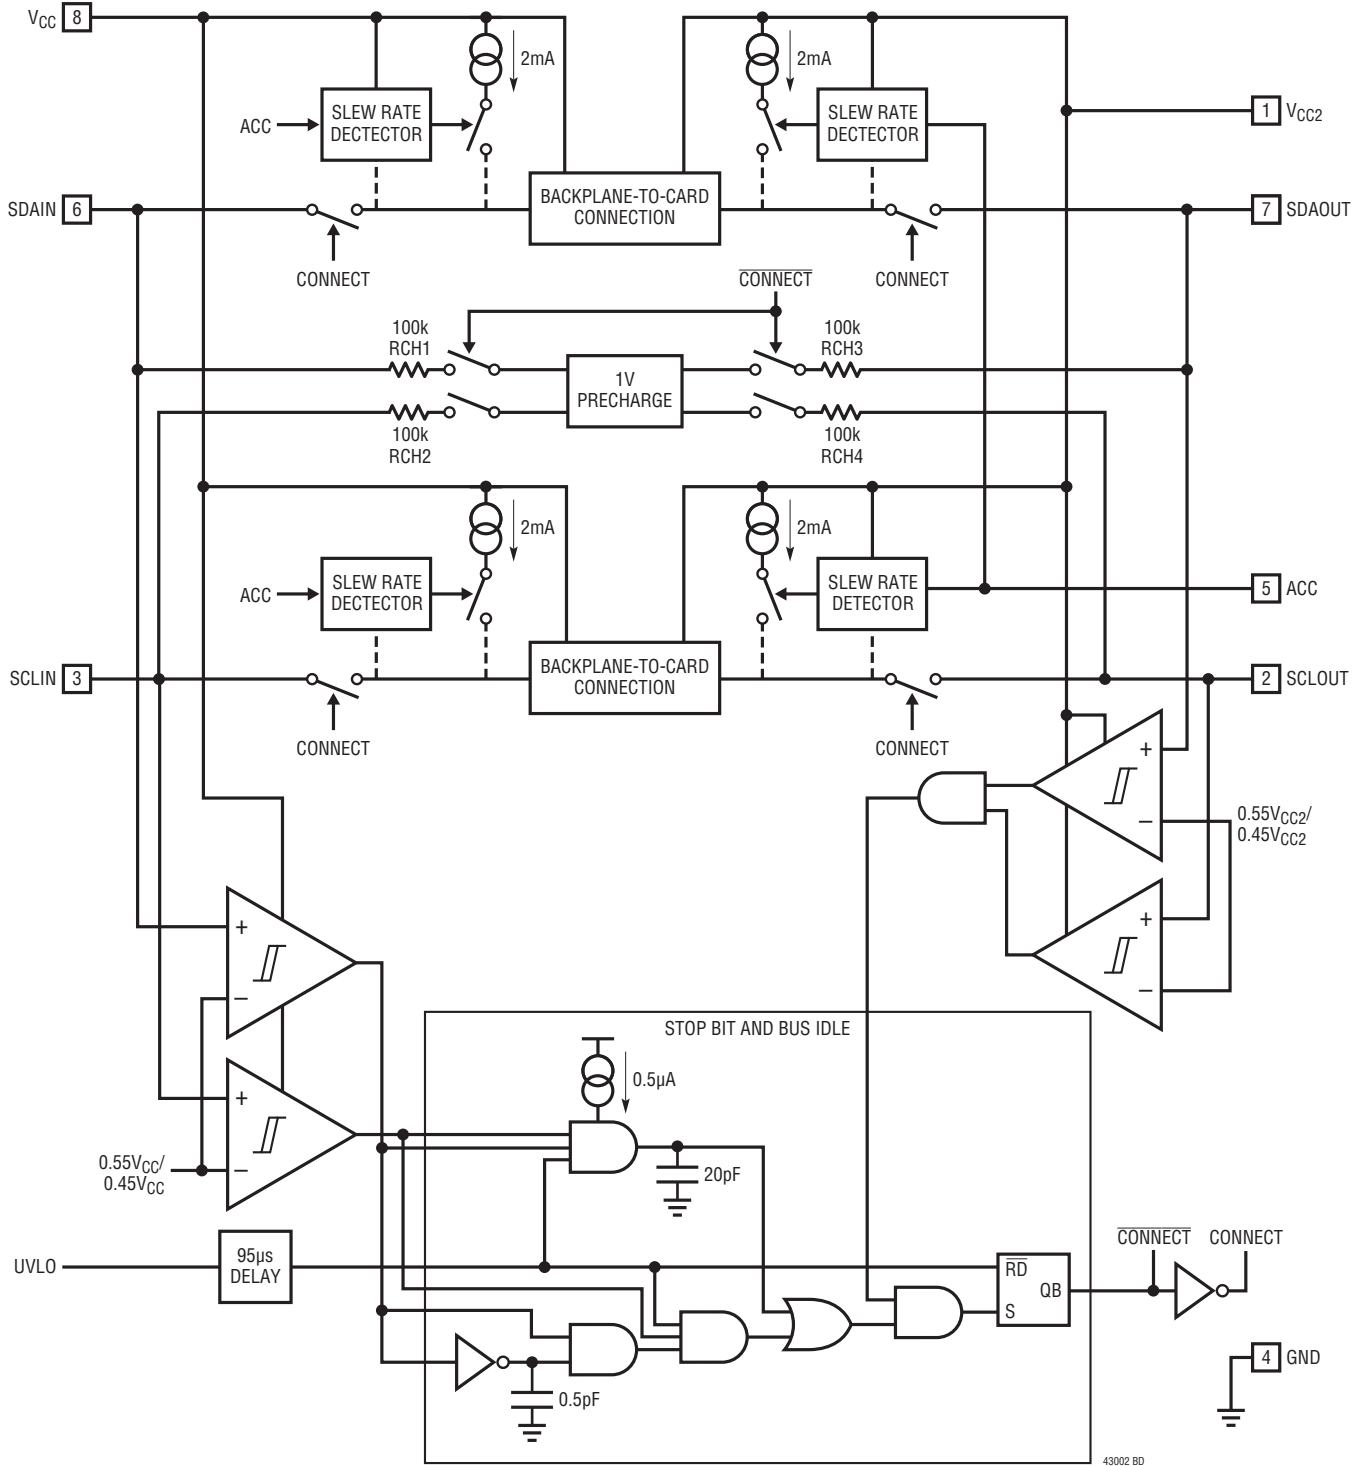 VCC 8
2mA
2mA
SLEW RATE
DECTECTOR
ACC
SLEW RATE
DECTECTOR
1 VCC2
SDAIN 6
BACKPLANE-TO-CARD
CONNECTION
7 SDAOUT
CONNECT
CONNECT
CONNECT
100k
RCH1
100k
RCH3
1V
PRECHARGE
100k
RCH2
100k
RCH4
2mA
2mA
ACC
SLEW RATE
DECTECTOR
SLEW RATE
DETECTOR
5 ACC
SCLIN 3
BACKPLANE-TO-CARD
CONNECTION
2 SCLOUT
CONNECT
CONNECT
+
–
0.55VCC2/
0.45VCC2
+
–
+
–
STOP BIT AND BUS IDLE
0.5µA
+
–
0.55VCC/
0.45VCC
20pF
UVLO
95µs
DELAY
RD
QB
S
CONNECT
CONNECT
0.5pF
4 GND
43002 BD